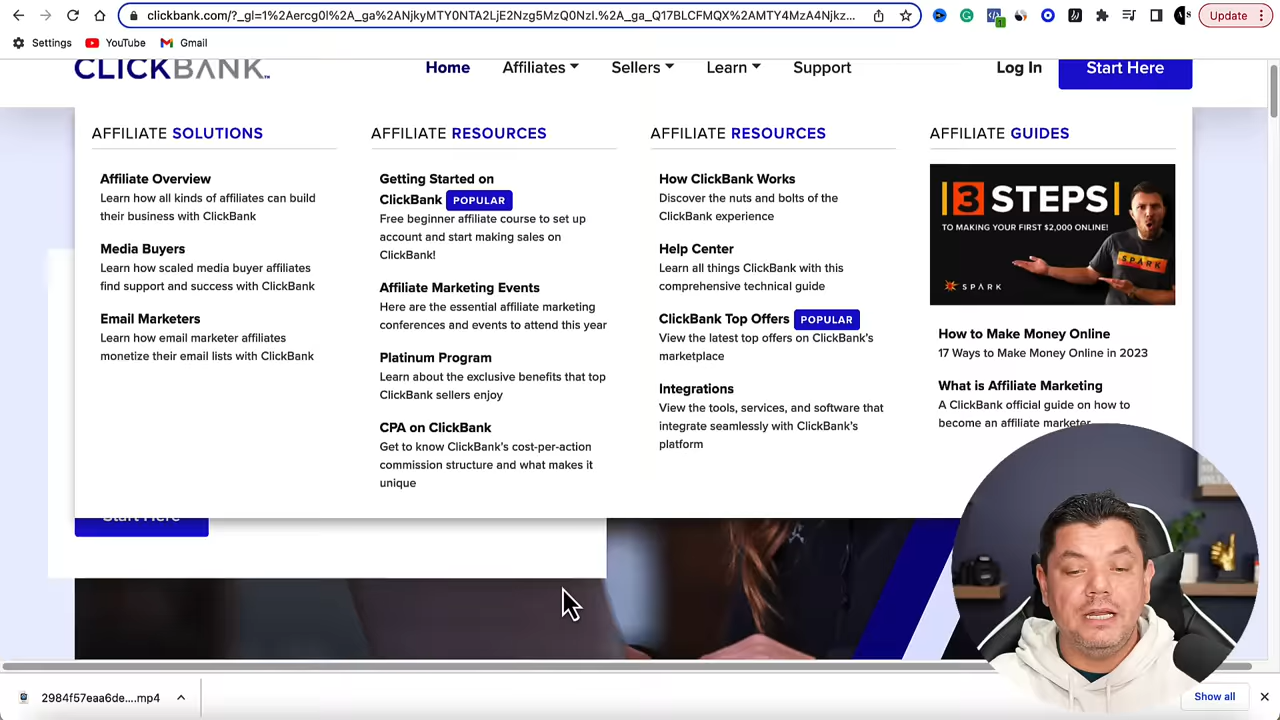 clickbank.com/?_gl=1%2Aercg0l%2A_ga%2ANjkyMTY0NTA2LjE2Nzg5MzQ0NzI.%2A_ga_Q17BLCFMQX%2AMTY4MzA4Njkz...
Update
Settings
YouTube
Gmail
CLICKBANK™
Home
Affiliates
Sellers
Learn
Support
Log In
Start Here
AFFILIATE SOLUTIONS
Affiliate Overview
Learn how all kinds of affiliates can build
their business with ClickBank
Media Buyers
Learn how scaled media buyer affiliates
find support and success with ClickBank
Email Marketers
Learn how email marketer affiliates
monetize their email lists with ClickBank
AFFILIATE RESOURCES
Getting Started on
ClickBank POPULAR
Free beginner affiliate course to set up
account and start making sales on
ClickBank!
Affiliate Marketing Events
Here are the essential affiliate marketing
conferences and events to attend this year
Platinum Program
Learn about the exclusive benefits that top
ClickBank sellers enjoy
CPA on ClickBank
Get to know ClickBank's cost-per-action
commission structure and what makes it
unique
AFFILIATE RESOURCES
How ClickBank Works
Discover the nuts and bolts of the
ClickBank experience
Help Center
Learn all things ClickBank with this
comprehensive technical guide
ClickBank Top Offers POPULAR
View the latest top offers on ClickBank's
marketplace
Integrations
View the tools, services, and software that
integrate seamlessly with ClickBank's
platform
AFFILIATE GUIDES
3 STEPS
TO MAKING YOUR FIRST $2,000 ONLINE!
SPARK
SPARK
How to Make Money Online
17 Ways to Make Money Online in 2023
What is Affiliate Marketing
A ClickBank official guide on how to
become an affiliate marketer
Start Here
2984f57eaa6de....mp4
Show all